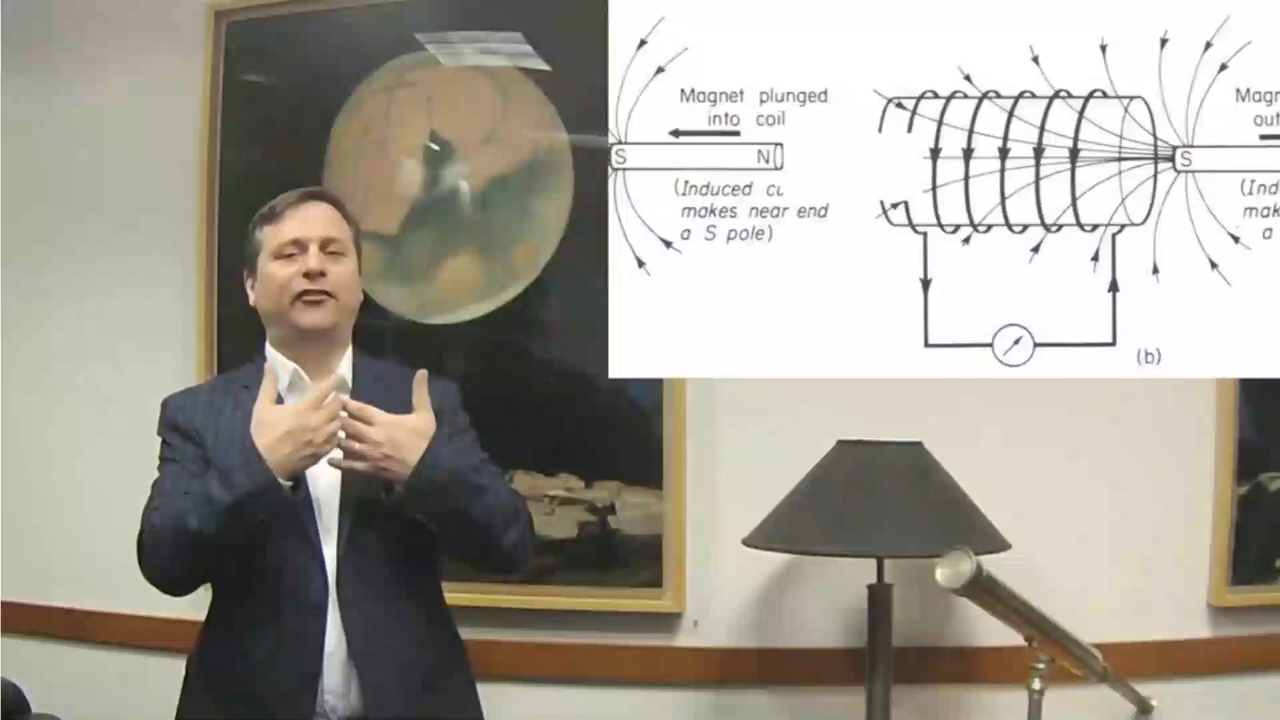 Magnet plunged
into coil
S
N
(Induced
makes near end
a S pole)
S
(b)